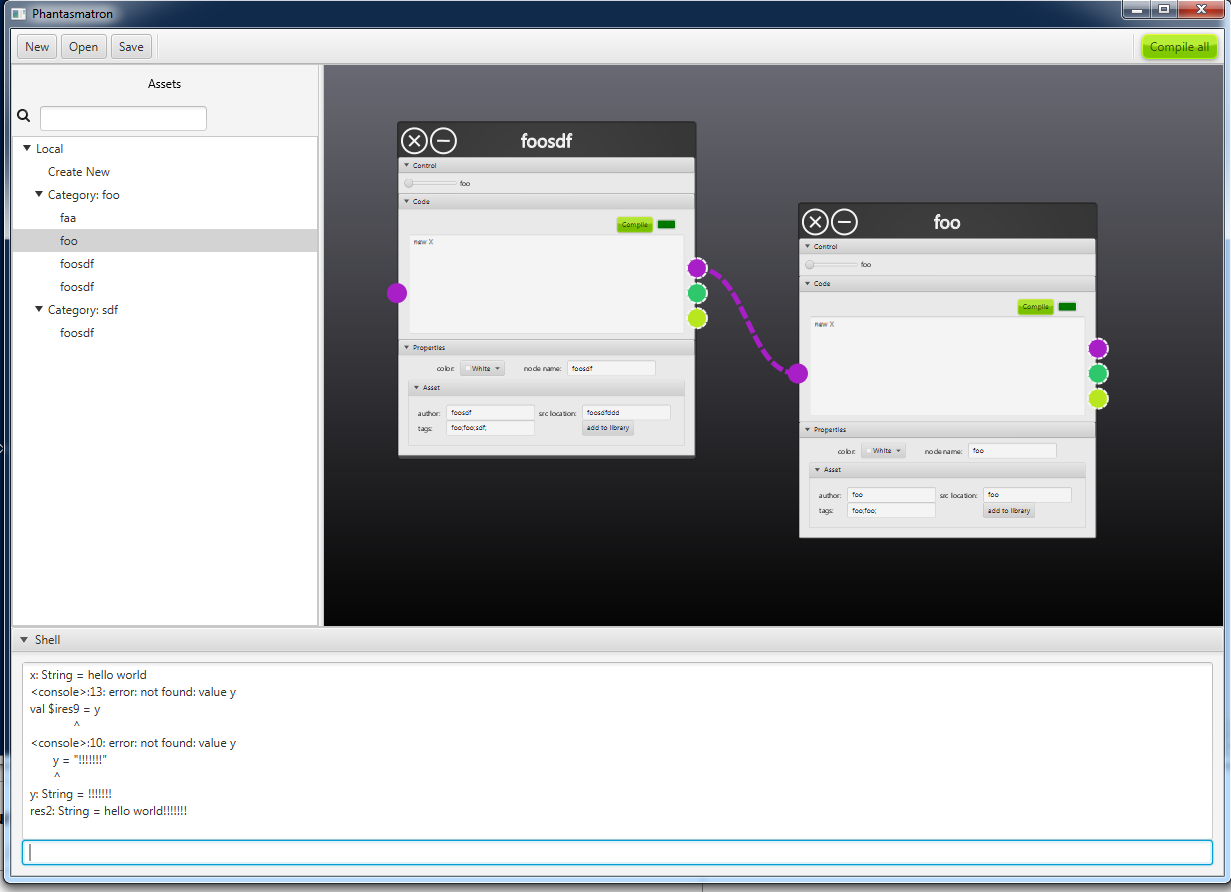 Phantasmatron
New Open Save Compile all
Assets
Local
Create New
Category: foo
faa
foo
foosdf
foosdf
Category: sdf
foosdf
foosdf
Control
foo
Code
Compile
new X
Properties
color: White node name: foosdf
Asset
author: foosdf src location: foosdfddd
tags: foo;foo;sdf; add to library
foo
Control
foo
Code
Compile
new X
Properties
color: White node name: foo
Asset
author: foo src location: foo
tags: foo;foo; add to library
Shell
x: String = hello world
<console>:13: error: not found: value y
val $ires9 = y
^
<console>:10: error: not found: value y
y = "!!!!!!!"
^
y: String = !!!!!!!
res2: String = hello world!!!!!!!